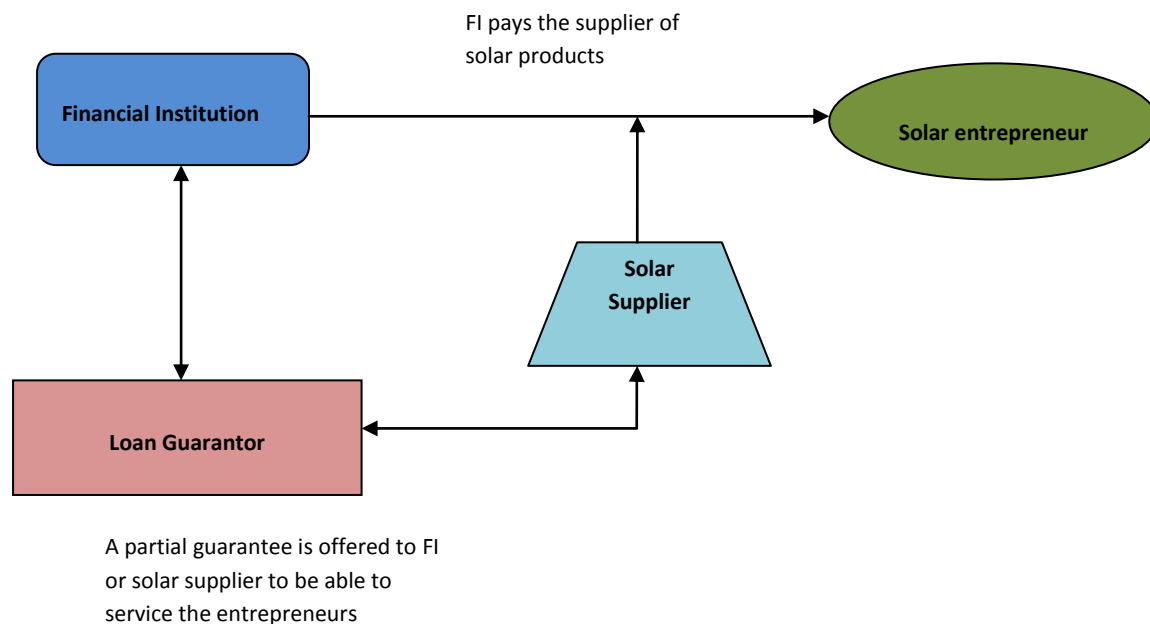 FI pays the supplier of
solar products
Financial Institution
Solar entrepreneur
Solar
Supplier
Loan Guarantor
A partial guarantee is offered to FI
or solar supplier to be able to
service the entrepreneurs